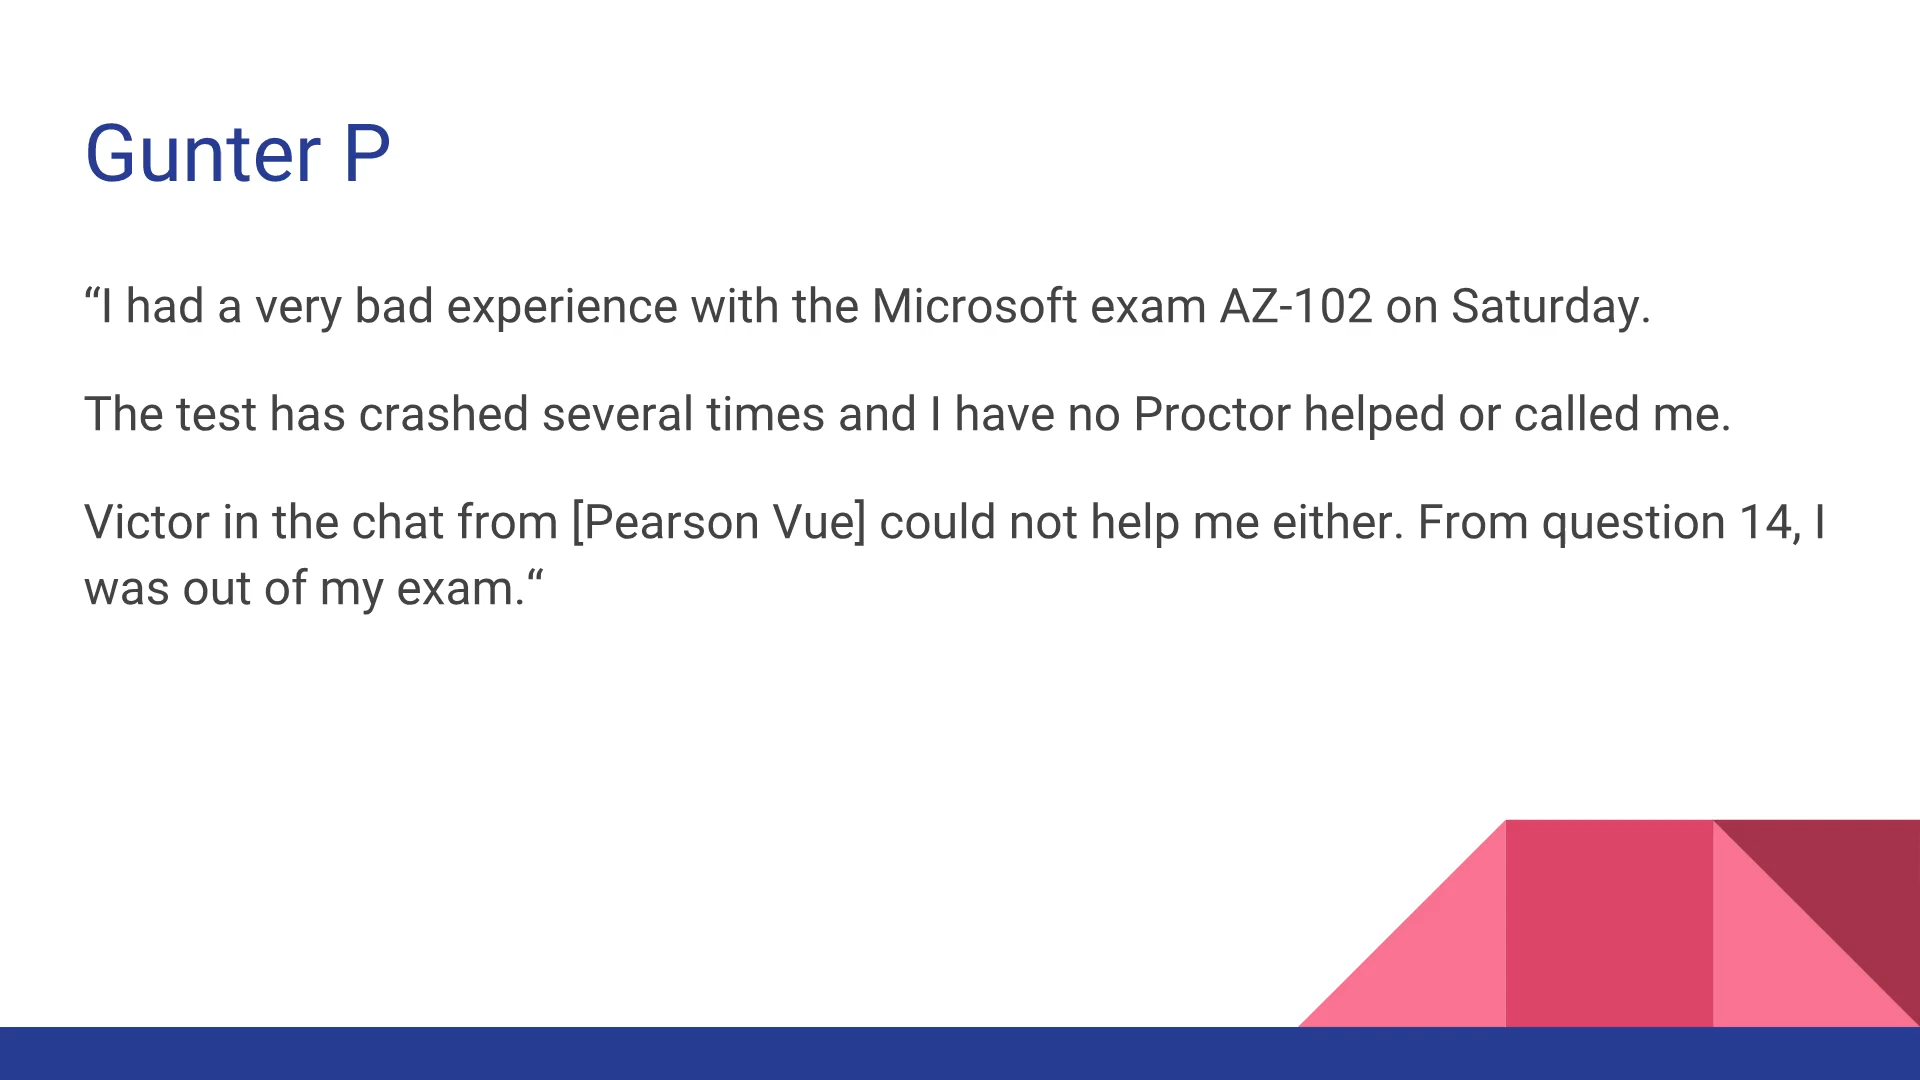 Gunter P
“I had a very bad experience with the Microsoft exam AZ-102 on Saturday.
The test has crashed several times and I have no Proctor helped or called me.
Victor in the chat from [Pearson Vue] could not help me either. From question 14, I
was out of my exam.“